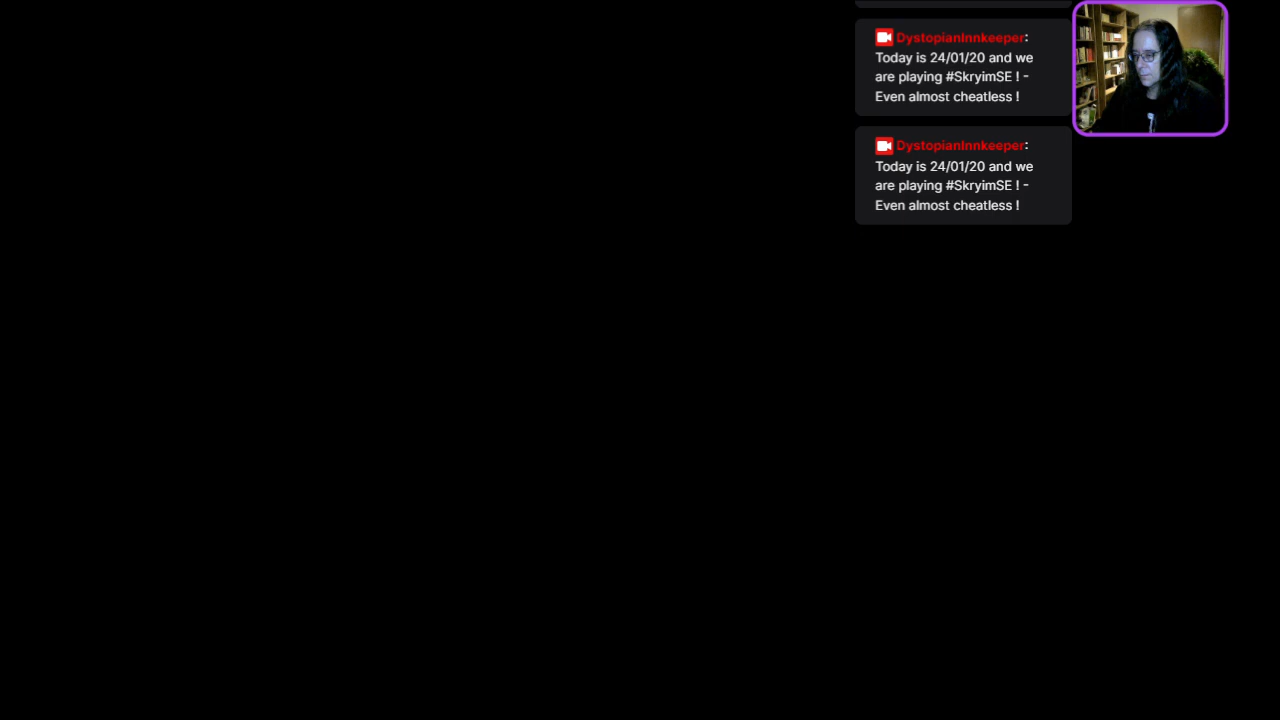 DystopianInnkeeper:
Today is 24/01/20 and we
are playing #SkryimSE ! -
Even almost cheatless !
DystopianInnkeeper:
Today is 24/01/20 and we
are playing #SkryimSE ! -
Even almost cheatless !